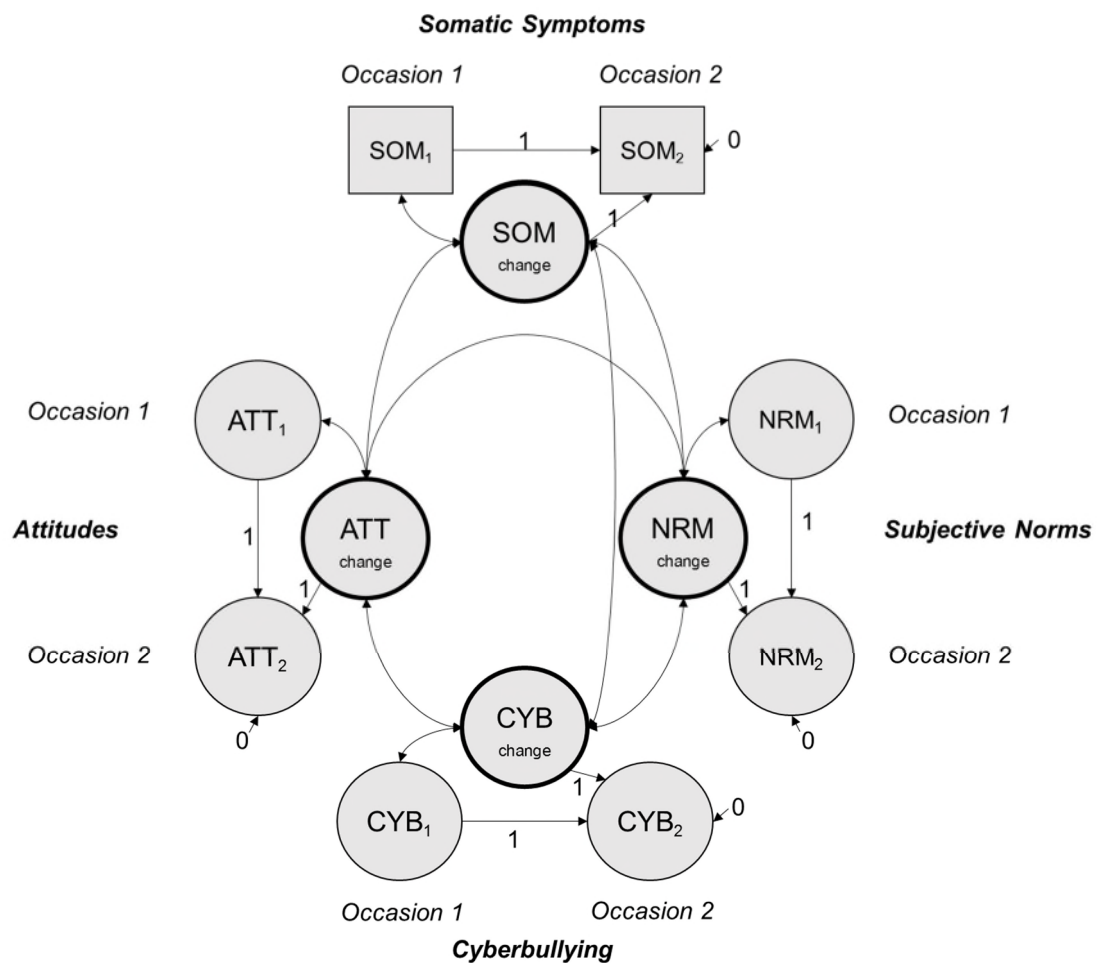 Somatic Symptoms
Occasion 1
Occasion 2
SOM₁
1
SOM₂
0
SOM
change
1
Occasion 1
ATT₁
NRM₁
Occasion 1
Attitudes
1
ATT
change
1
NRM
change
1
1
Subjective Norms
Occasion 2
ATT₂
0
NRM₂
0
Occasion 2
CYB
change
1
CYB₁
1
CYB₂
0
Occasion 1
Occasion 2
Cyberbullying